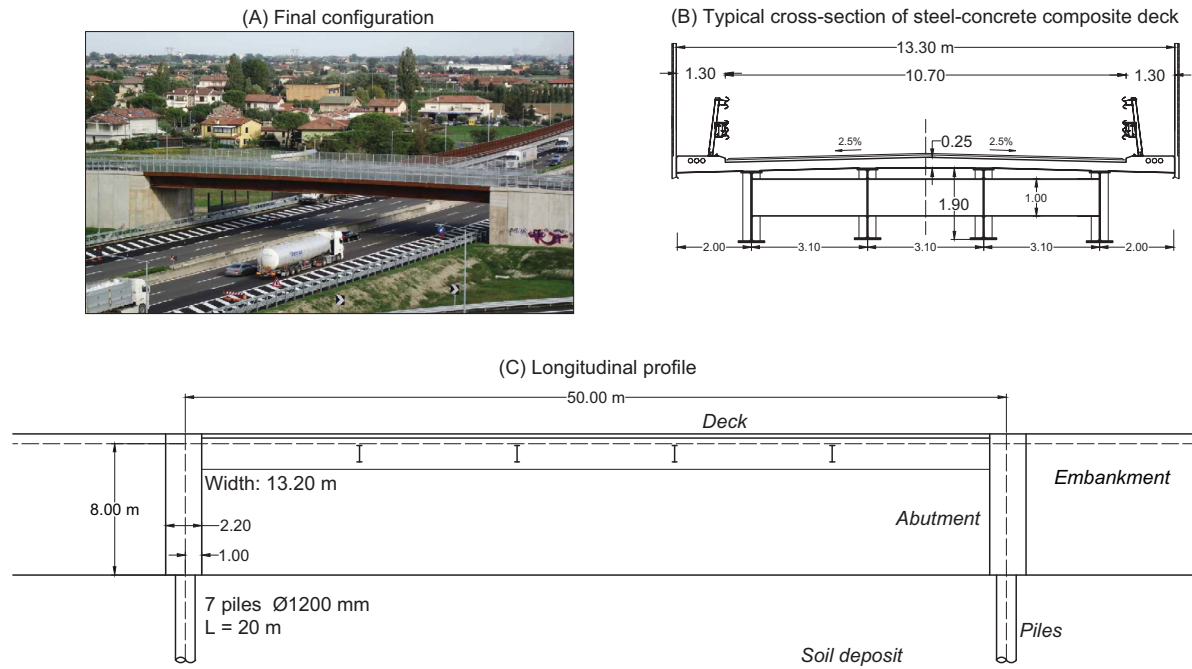 (A) Final configuration
(B) Typical cross-section of steel-concrete composite deck
13.30 m
1.30
10.70
1.30
2.5%
0.25
2.5%
1.90
1.00
2.00
3.10
3.10
3.10
2.00
(C) Longitudinal profile
50.00 m
Deck
Width: 13.20 m
Embankment
8.00 m
2.20
Abutment
1.00
7 piles Ø1200 mm
L = 20 m
Piles
Soil deposit